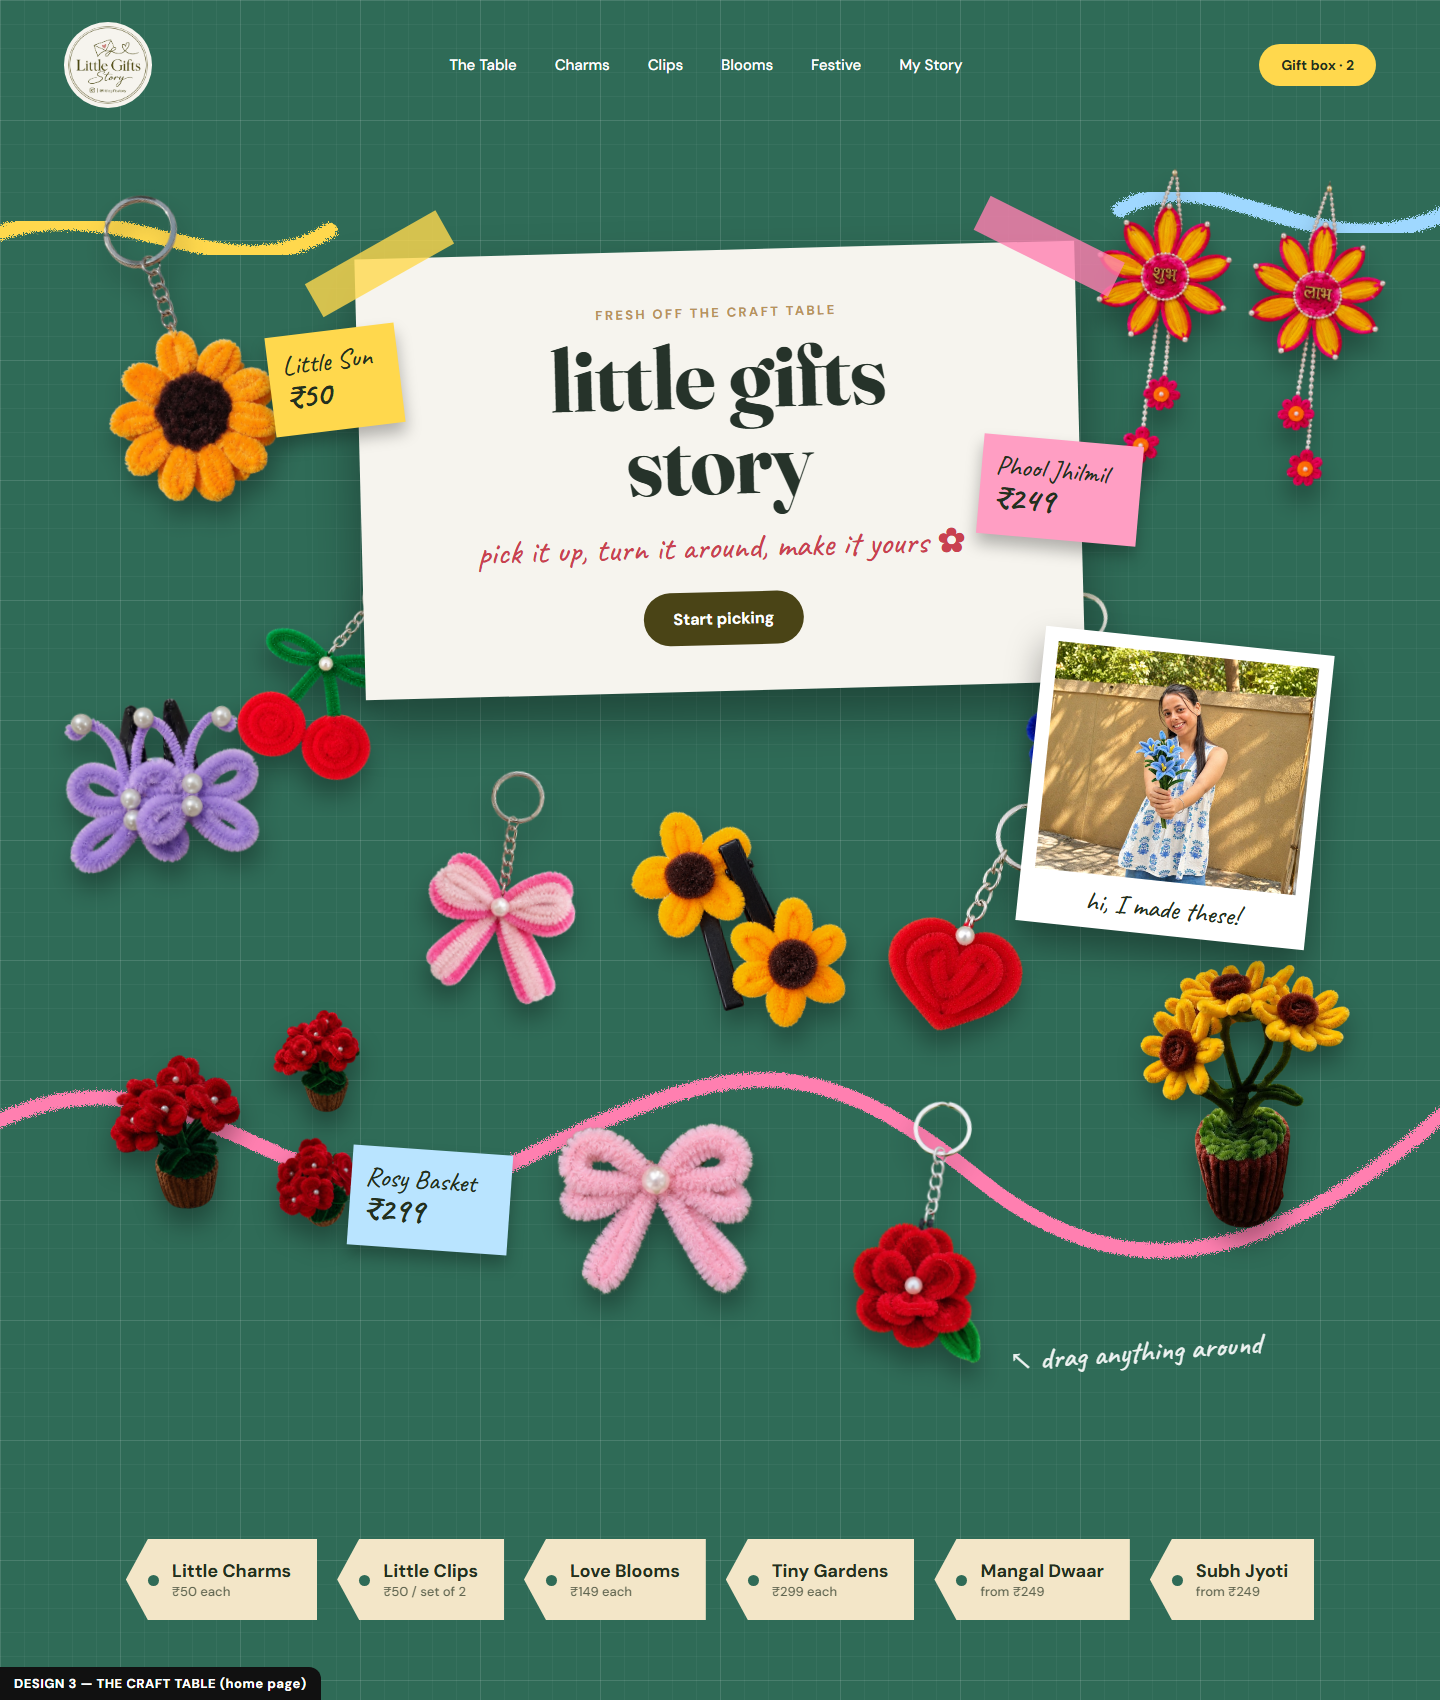 Little Gifts
Story
The Table
Charms
Clips
Blooms
Festive
My Story
Gift box · 2
शुभ
लाभ
FRESH OFF THE CRAFT TABLE
little gifts
story
pick it up, turn it around, make it yours
Start picking
Little Sun
₹50
Phool Jhilmil
₹249
hi, I made these!
Rosy Basket
₹299
↖ drag anything around
Little Charms
₹50 each
Little Clips
₹50 / set of 2
Love Blooms
₹149 each
Tiny Gardens
₹299 each
Mangal Dwaar
from ₹249
Subh Jyoti
from ₹249
DESIGN 3 — THE CRAFT TABLE (home page)